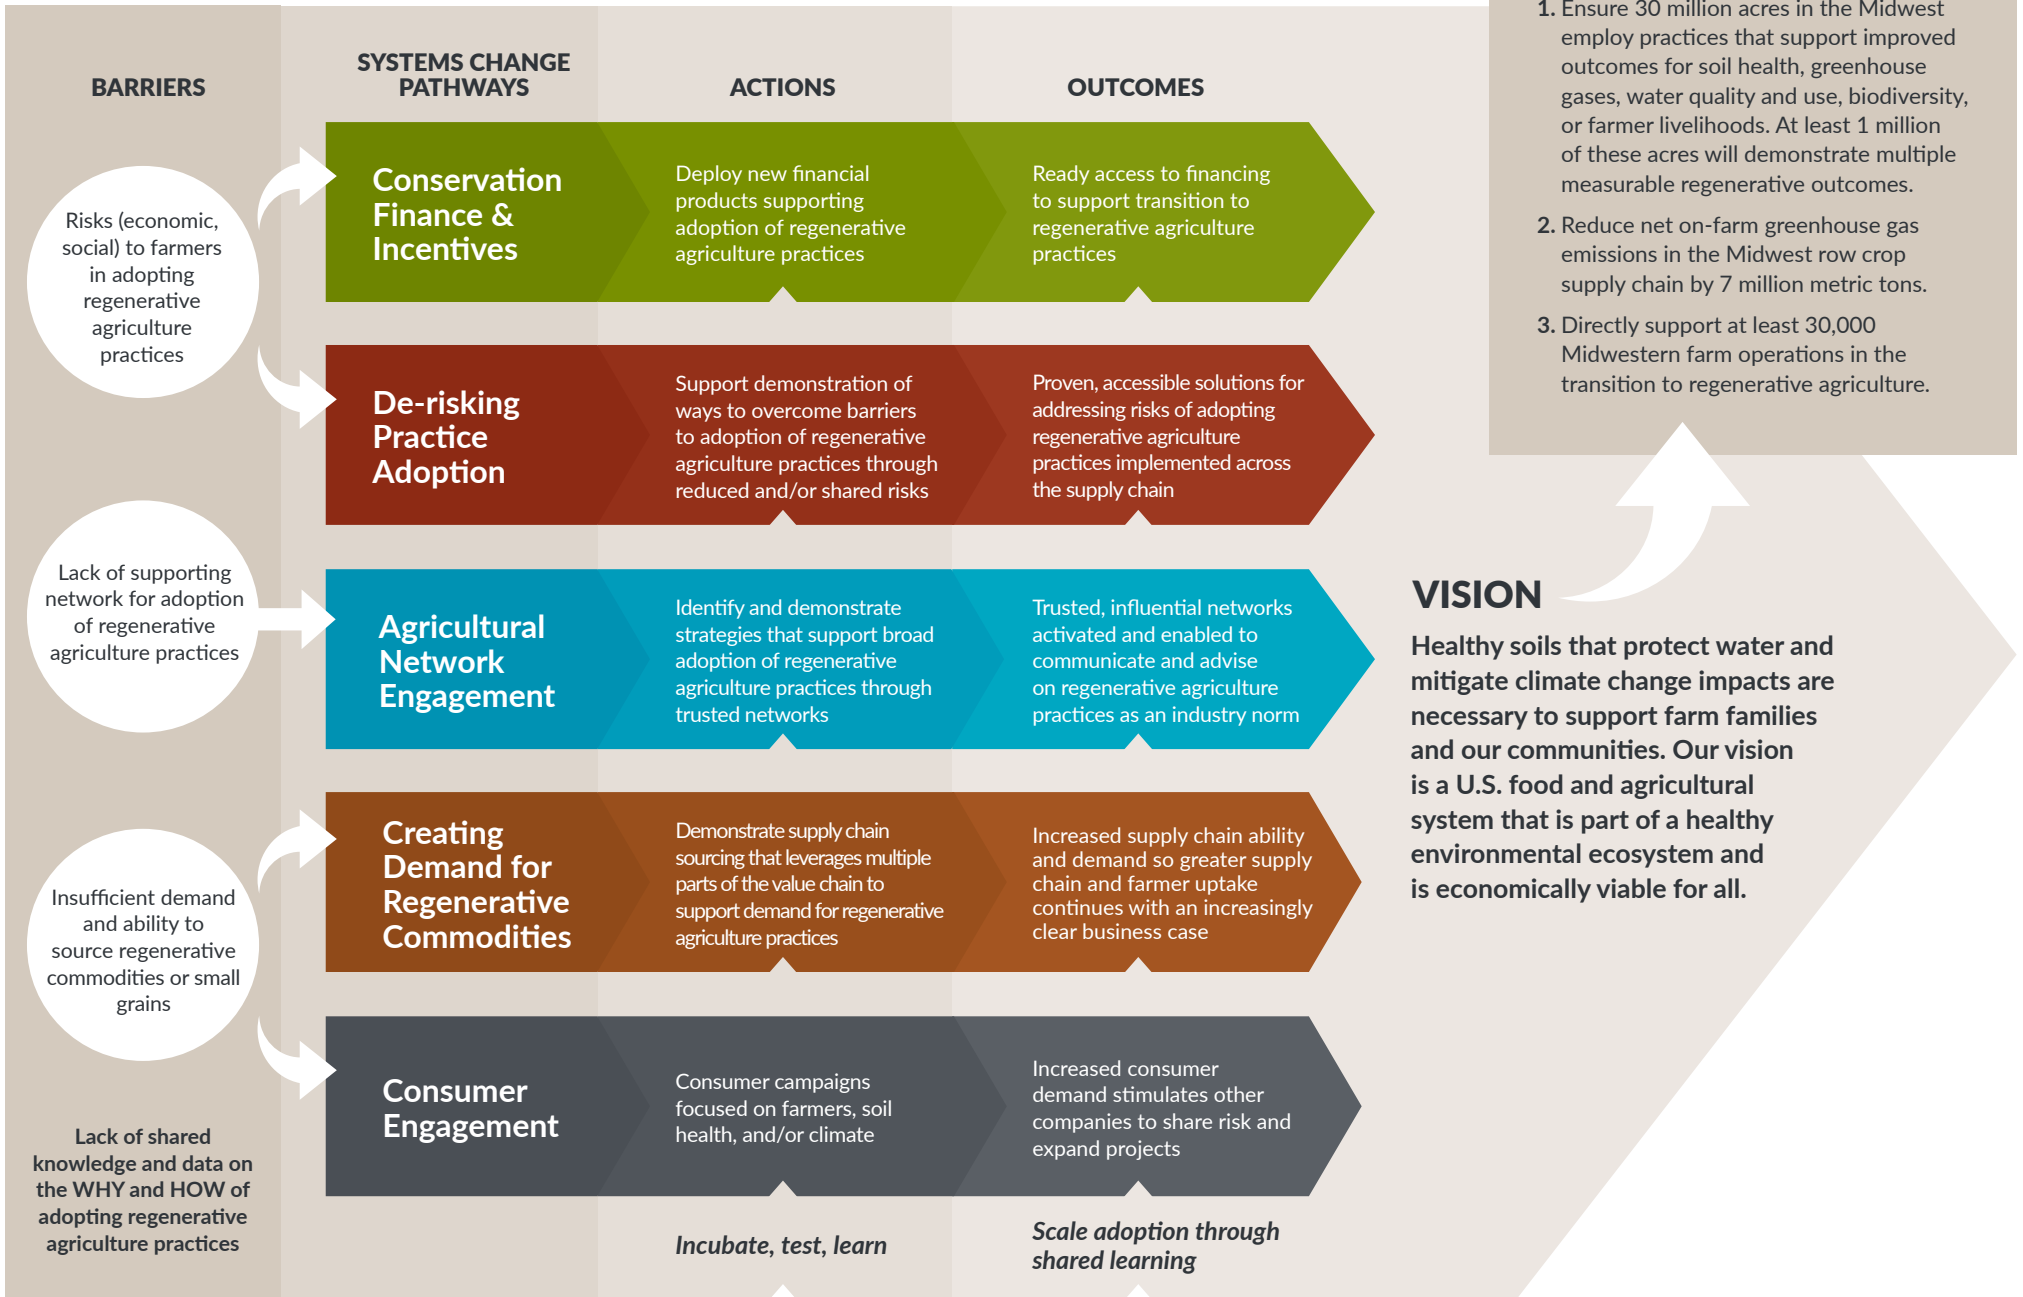 BARRIERS
SYSTEMS CHANGE
PATHWAYS
ACTIONS
OUTCOMES
Risks (economic,
social) to farmers
in adopting
regenerative
agriculture
practices
Lack of supporting
network for adoption
of regenerative
agriculture practices
Insufficient demand
and ability to
source regenerative
commodities or small
grains
Lack of shared
knowledge and data on
the WHY and HOW of
adopting regenerative
agriculture practices
Conservation
Finance &
Incentives
Deploy new financial
products supporting
adoption of regenerative
agriculture practices
Ready access to financing
to support transition to
regenerative agriculture
practices
De-risking
Practice
Adoption
Support demonstration of
ways to overcome barriers
to adoption of regenerative
agriculture practices through
reduced and/or shared risks
Proven, accessible solutions for
addressing risks of adopting
regenerative agriculture
practices implemented across
the supply chain
Agricultural
Network
Engagement
Identify and demonstrate
strategies that support broad
adoption of regenerative
agriculture practices through
trusted networks
Trusted, influential networks
activated and enabled to
communicate and advise
on regenerative agriculture
practices as an industry norm
Creating
Demand for
Regenerative
Commodities
Demonstrate supply chain
sourcing that leverages multiple
parts of the value chain to
support demand for regenerative
agriculture practices
Increased supply chain ability
and demand so greater supply
chain and farmer uptake
continues with an increasingly
clear business case
Consumer
Engagement
Consumer campaigns
focused on farmers, soil
health, and/or climate
Increased consumer
demand stimulates other
companies to share risk and
expand projects
Incubate, test, learn
Scale adoption through
shared learning
1. Ensure 30 million acres in the Midwest
employ practices that support improved
outcomes for soil health, greenhouse
gases, water quality and use, biodiversity,
or farmer livelihoods. At least 1 million
of these acres will demonstrate multiple
measurable regenerative outcomes.
2. Reduce net on-farm greenhouse gas
emissions in the Midwest row crop
supply chain by 7 million metric tons.
3. Directly support at least 30,000
Midwestern farm operations in the
transition to regenerative agriculture.
VISION
Healthy soils that protect water and
mitigate climate change impacts are
necessary to support farm families
and our communities. Our vision
is a U.S. food and agricultural
system that is part of a healthy
environmental ecosystem and
is economically viable for all.